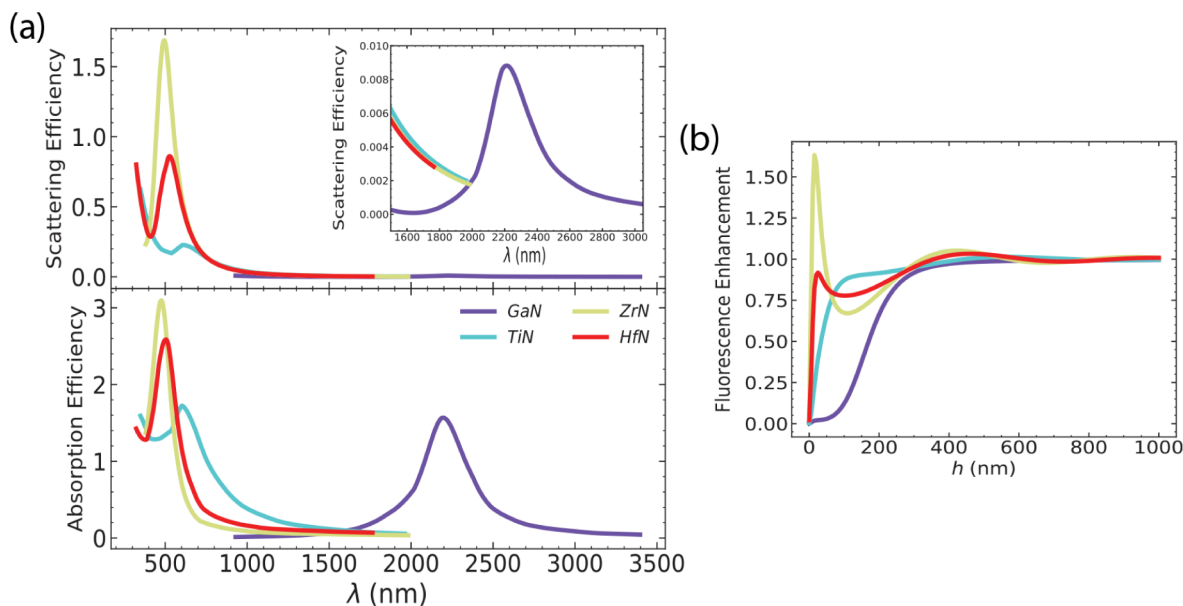 (a)
Scattering Efficiency
1.5
1.0
0.5
0.0
Scattering Efficiency
0.010
0.008
0.006
0.004
0.002
0.000
1600 1800 2000 2200 2400 2600 2800 3000
λ (nm)
Absorption Efficiency
3
2
1
0
GaN
TiN
ZrN
HfN
500 1000 1500 2000 2500 3000 3500
λ (nm)
(b)
Fluorescence Enhancement
1.50
1.25
1.00
0.75
0.50
0.25
0.00
0 200 400 600 800 1000
h (nm)